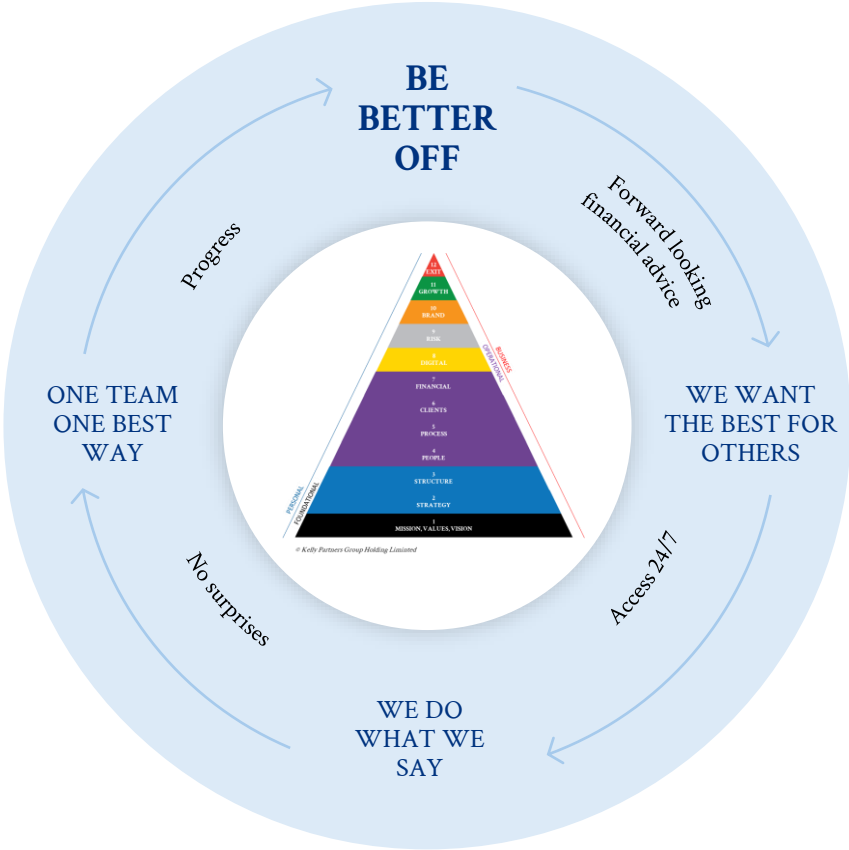 BE
BETTER
OFF
Forward looking
financial advice
WE WANT
THE BEST FOR
OTHERS
Access 24/7
WE DO
WHAT WE
SAY
No surprises
ONE TEAM
ONE BEST
WAY
Progress
12
EXIT
11
GROWTH
10
BRAND
9
RISK
8
DIGITAL
7
FINANCIAL
6
CLIENTS
5
PROCESS
4
PEOPLE
3
STRUCTURE
2
STRATEGY
1
MISSION, VALUES, VISION
BUSINESS
OPERATIONAL
PERSONAL
FOUNDATIONAL
© Kelly Partners Group Holding Limiated